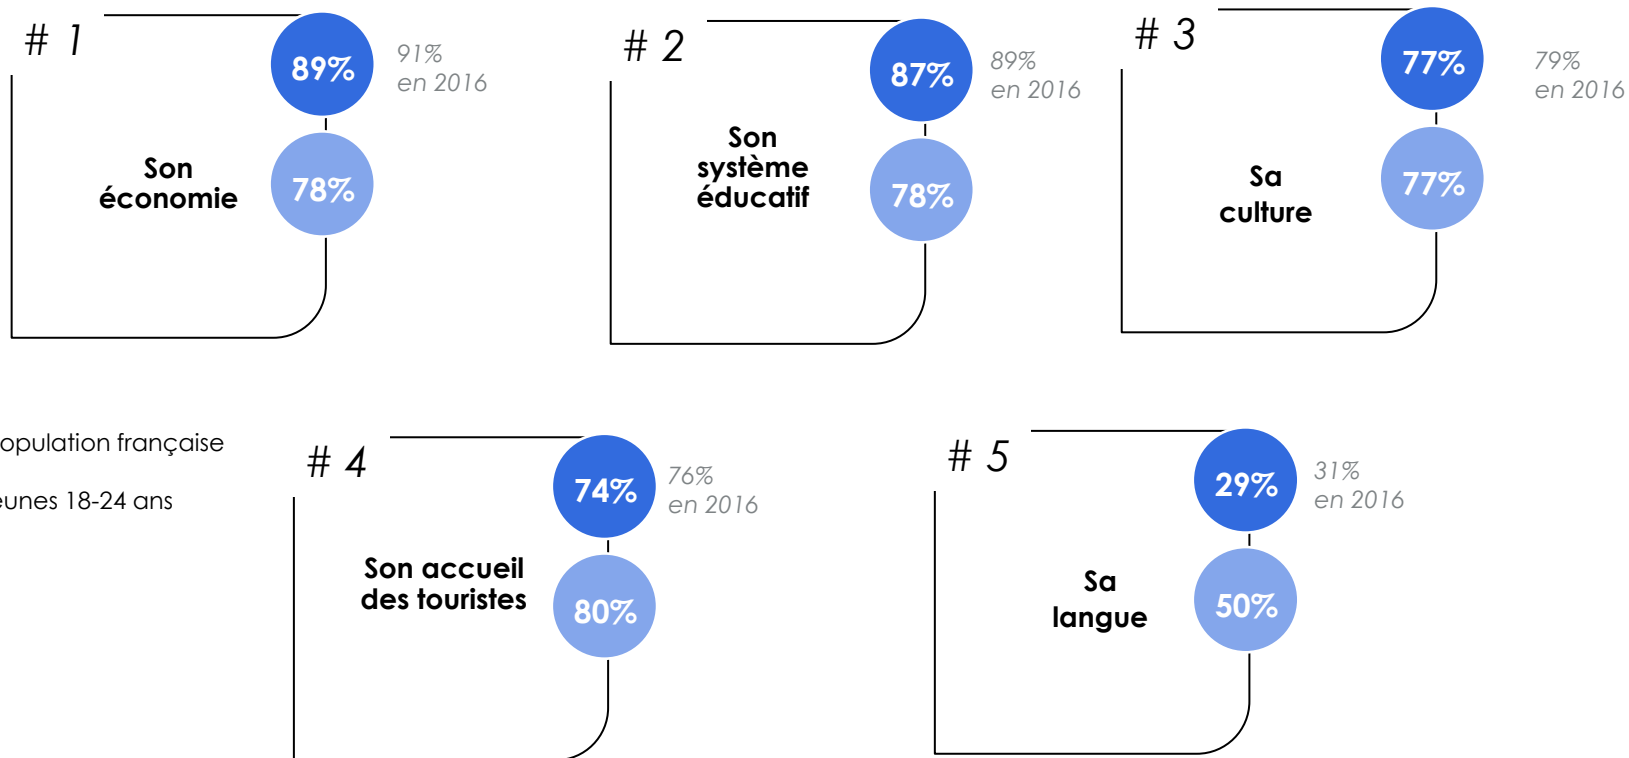 # 1
89%
91%
en 2016
Son
économie
78%
# 2
87%
89%
en 2016
Son
système
éducatif
78%
# 3
77%
79%
en 2016
Sa
culture
77%
opulation française
eunes 18-24 ans
# 4
74%
76%
en 2016
Son accueil
des touristes
80%
# 5
29%
31%
en 2016
Sa
langue
50%